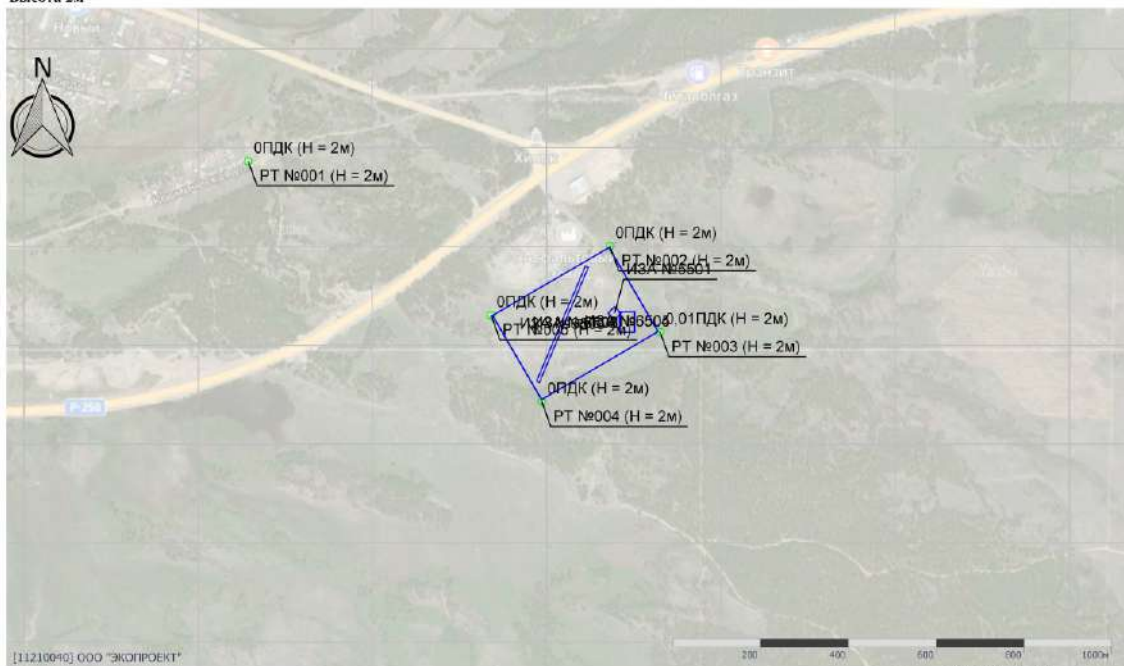 Высота 2м
N
Транзит
0ПДК (Н = 2м)
РТ №001 (Н = 2м)
0ПДК (Н = 2м)
РТ №002 (Н = 2м)
ИЗА №6501
0ПДК (Н = 2м)
0,01ПДК (Н = 2м)
РТ №003 (Н = 2м)
0ПДК (Н = 2м)
РТ №004 (Н = 2м)
Р-258
[11210040] ООО "ЭКОПРОЕКТ"
200 400 600 800 1000м